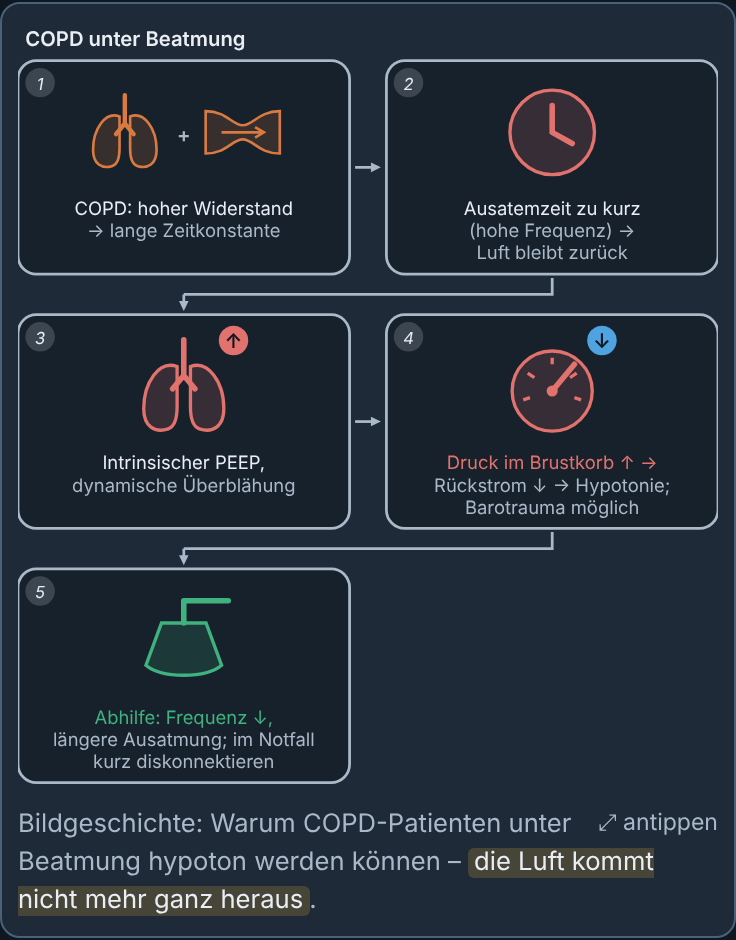 COPD unter Beatmung
1
+
COPD: hoher Widerstand
→ lange Zeitkonstante
2
Ausatemzeit zu kurz
(hohe Frequenz) →
Luft bleibt zurück
3
↑
Intrinsischer PEEP,
dynamische Überblähung
4
↓
Druck im Brustkorb ↑ →
Rückstrom ↓ → Hypotonie;
Barotrauma möglich
5
Abhilfe: Frequenz ↓,
längere Ausatmung; im Notfall
kurz diskonnektieren
Bildgeschichte: Warum COPD-Patienten unter
⤢ antippen
Beatmung hypoton werden können – die Luft kommt
nicht mehr ganz heraus.